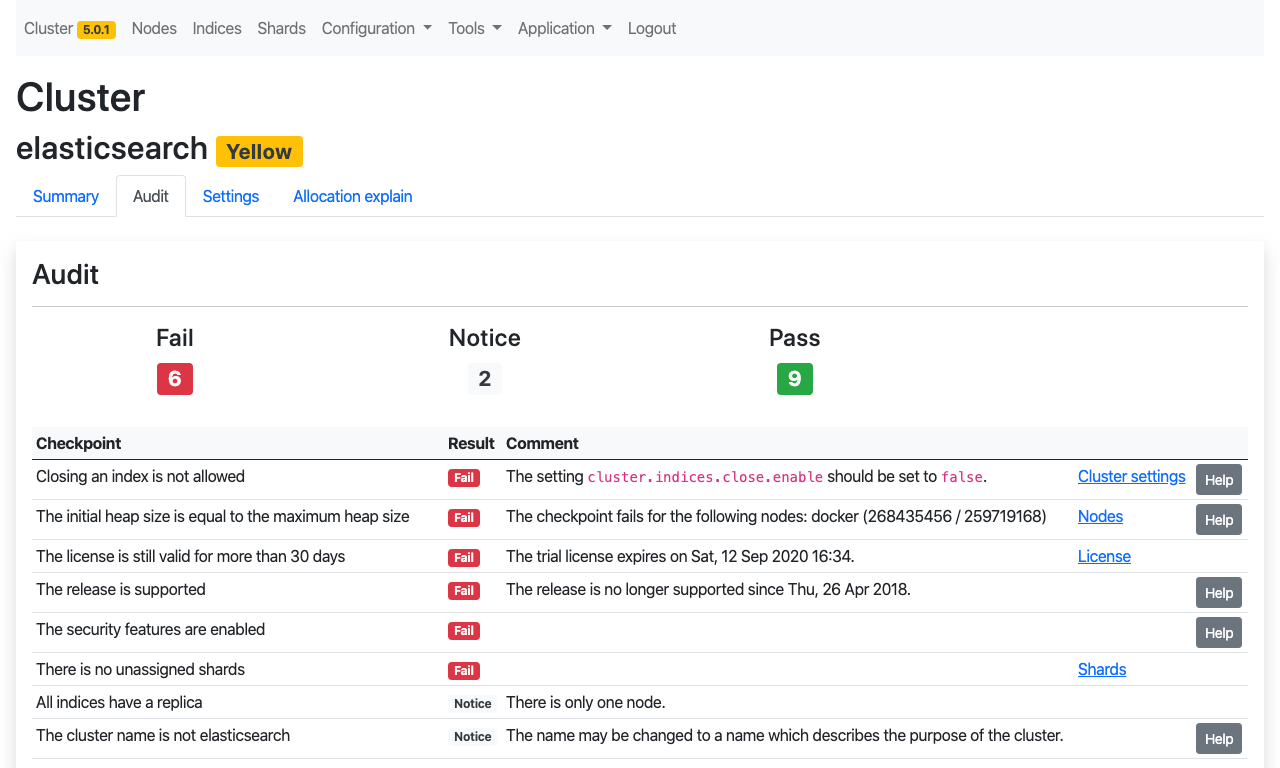 Cluster 5.0.1 Nodes Indices Shards Configuration Tools Application Logout
Cluster
elasticsearch Yellow
Summary Audit Settings Allocation explain
Audit
Fail Notice Pass
6 2 9
Checkpoint Result Comment
Closing an index is not allowed Fail The setting cluster.indices.close.enable should be set to false. Cluster settings Help
The initial heap size is equal to the maximum heap size Fail The checkpoint fails for the following nodes: docker (268435456 / 259719168) Nodes Help
The license is still valid for more than 30 days Fail The trial license expires on Sat, 12 Sep 2020 16:34. License
The release is supported Fail The release is no longer supported since Thu, 26 Apr 2018. Help
The security features are enabled Fail Help
There is no unassigned shards Fail Shards
All indices have a replica Notice There is only one node.
The cluster name is not elasticsearch Notice The name may be changed to a name which describes the purpose of the cluster. Help